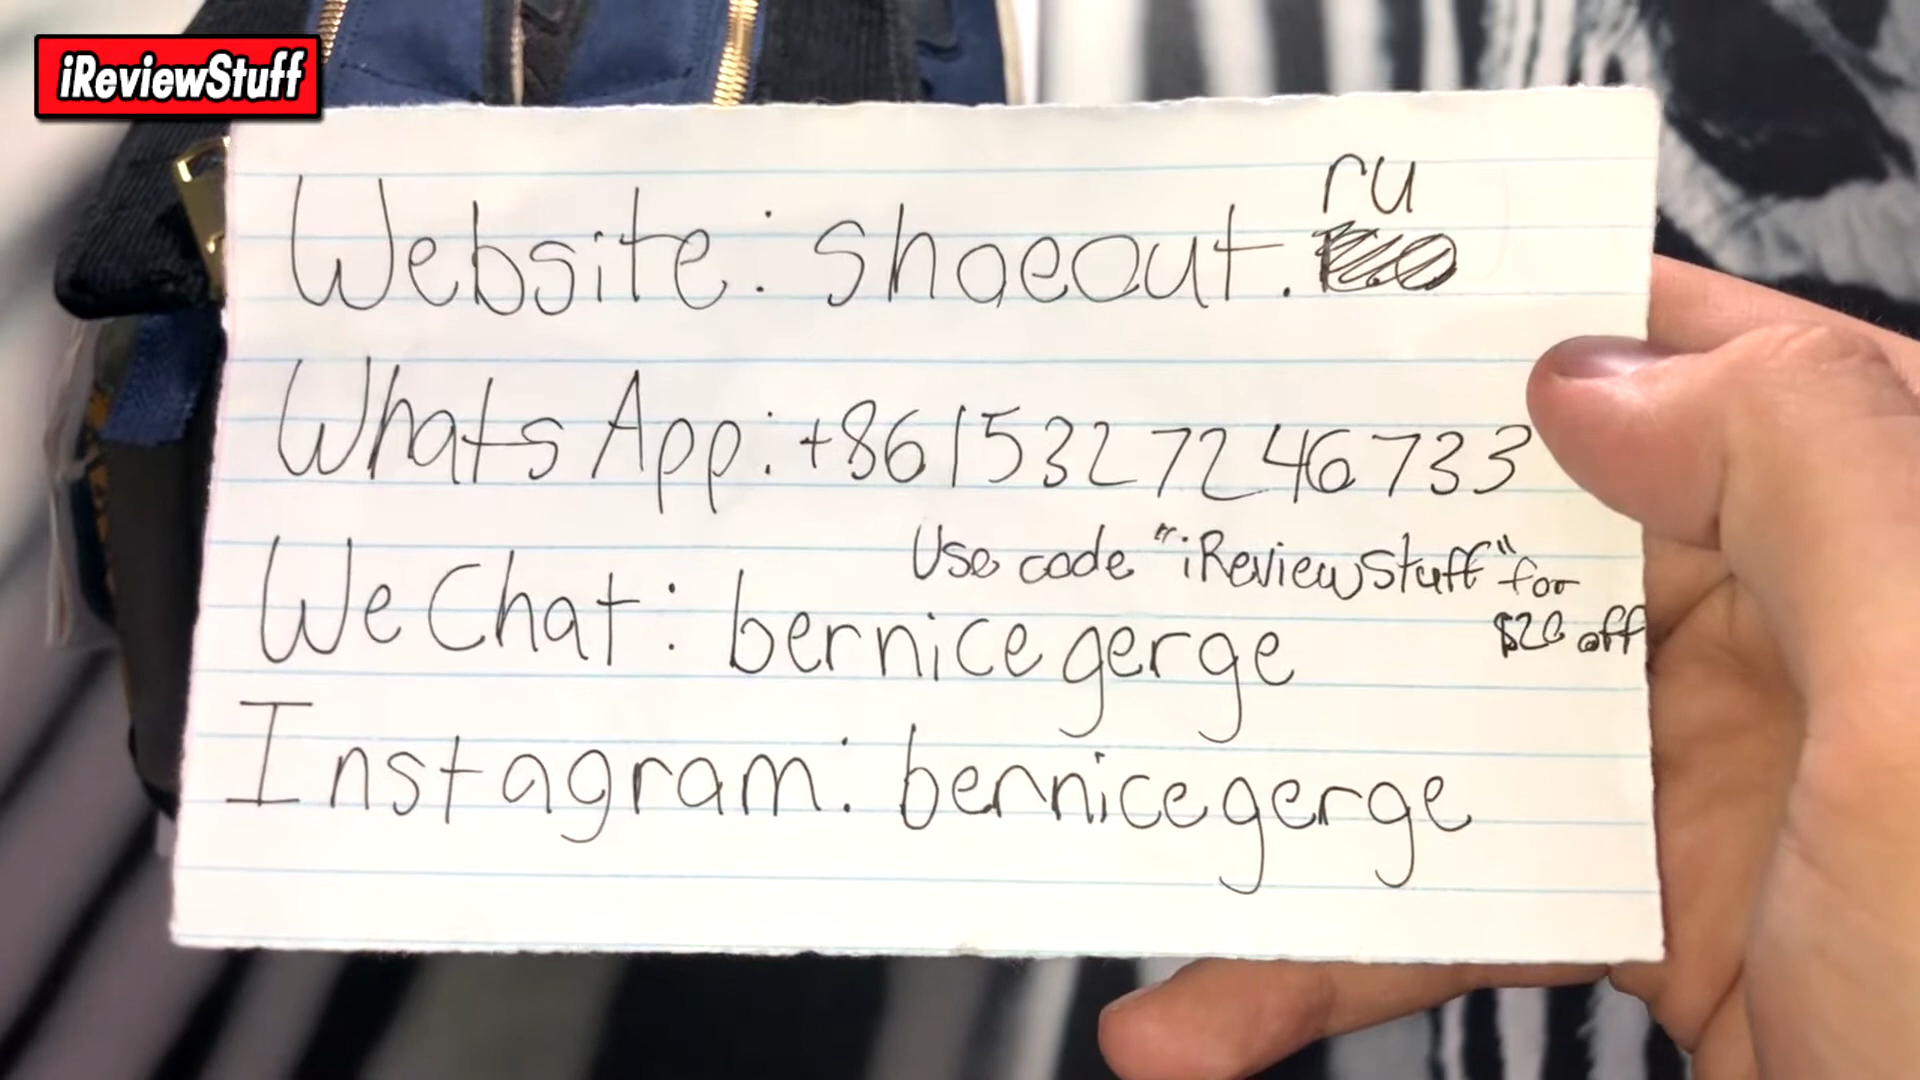 iReviewStuff
Website: shoeout.ru
WhatsApp: +8615327246733
Use code "iReviewStuff" for
$20 off
WeChat: bernicegerge
Instagram: bernicegerge